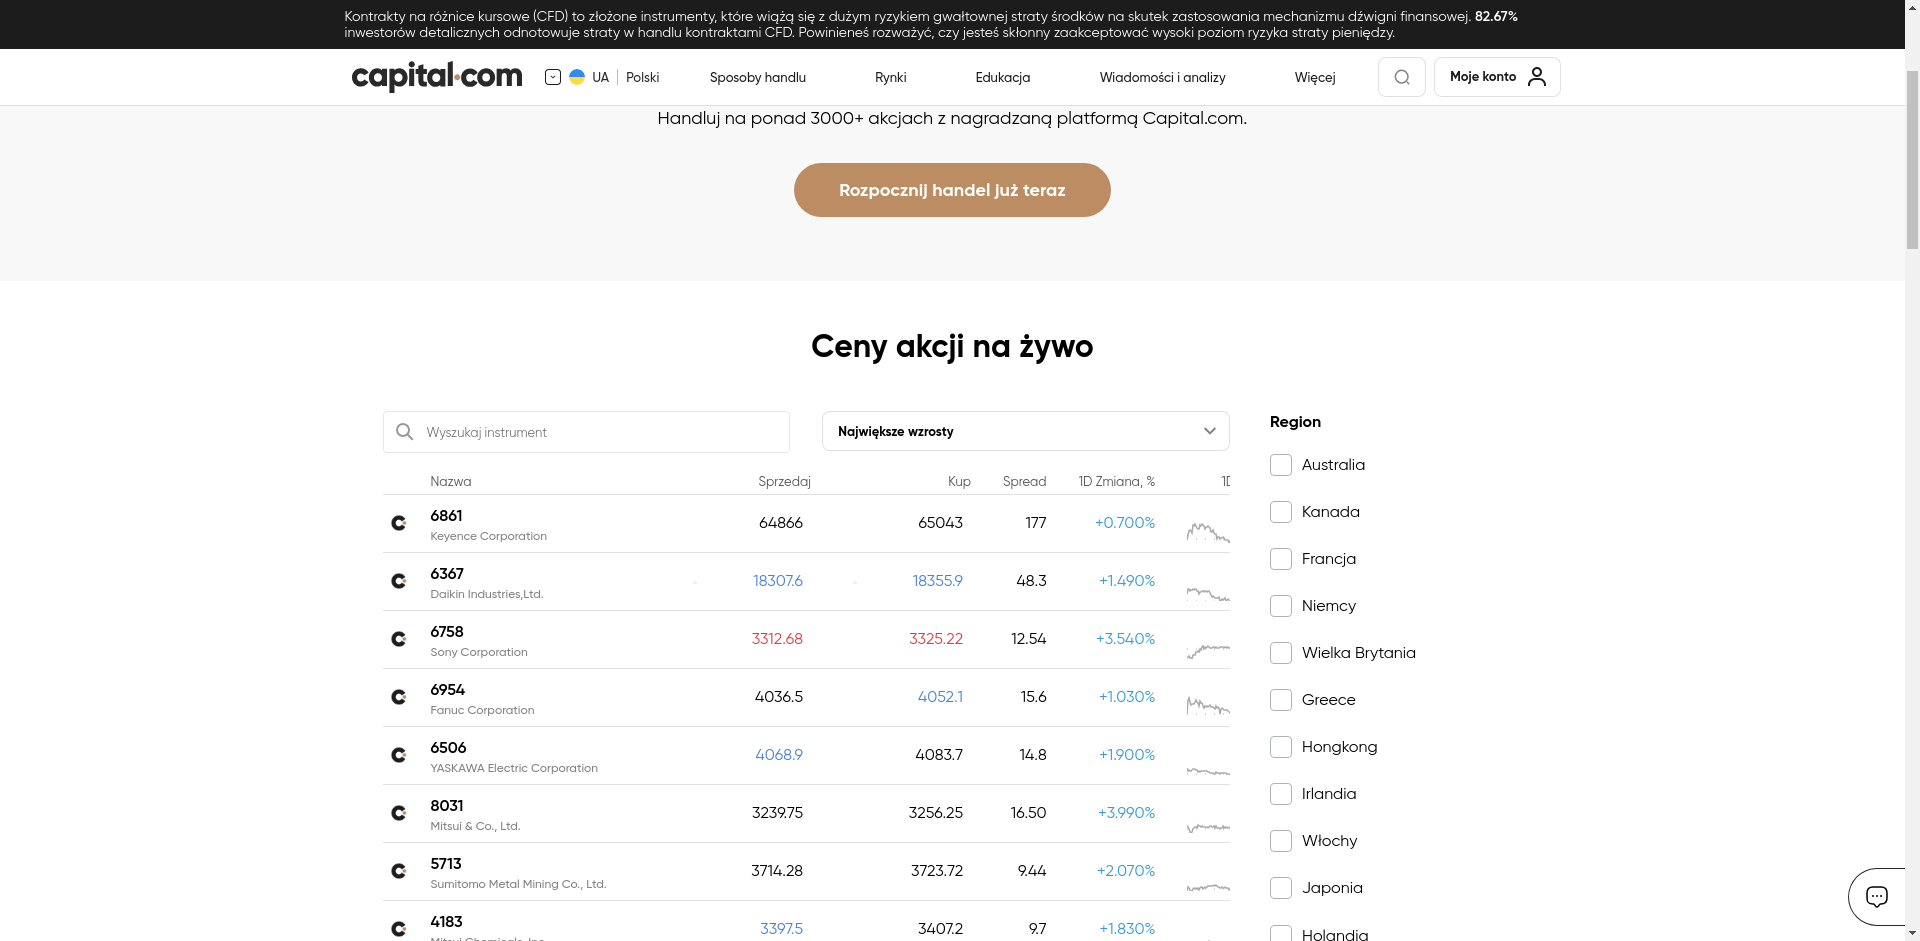 Kontrakty na różnice kursowe (CFD) to złożone instrumenty, które wiążą się z dużym ryzykiem gwałtownej straty środków na skutek zastosowania mechanizmu dźwigni finansowej. 82.67%
inwestorów detalicznych odnotowuje straty w handlu kontraktami CFD. Powinieneś rozważyć, czy jesteś skłonny zaakceptować wysoki poziom ryzyka straty pieniędzy.
capital.com UA Polski Sposoby handlu Rynki Edukacja Wiadomości i analizy Więcej Moje konto
Handluj na ponad 3000+ akcjach z nagradzaną platformą Capital.com.
Rozpocznij handel już teraz
Ceny akcji na żywo
Wyszukaj instrument
Największe wzrosty
Nazwa Sprzedaj Kup Spread 1D Zmiana, %
6861 64866 65043 177 +0.700%
Keyence Corporation
6367 18307.6 18355.9 48.3 +1.490%
Daikin Industries,Ltd.
6758 3312.68 3325.22 12.54 +3.540%
Sony Corporation
6954 4036.5 4052.1 15.6 +1.030%
Fanuc Corporation
6506 4068.9 4083.7 14.8 +1.900%
YASKAWA Electric Corporation
8031 3239.75 3256.25 16.50 +3.990%
Mitsui & Co., Ltd.
5713 3714.28 3723.72 9.44 +2.070%
Sumitomo Metal Mining Co., Ltd.
4183 3397.5 3407.2 9.7 +1.830%
Mitsui Chemicals, Inc.
Region
Australia
Kanada
Francja
Niemcy
Wielka Brytania
Greece
Hongkong
Irlandia
Włochy
Japonia
Holandia